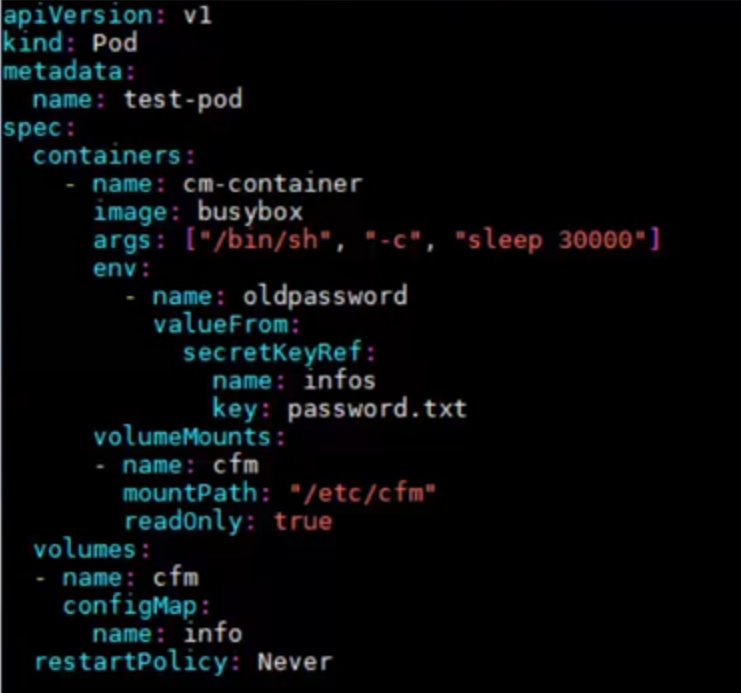 apiVersion: v1
kind: Pod
metadata:
  name: test-pod
spec:
  containers:
    - name: cm-container
      image: busybox
      args: ["/bin/sh", "-c", "sleep 30000"]
      env:
        - name: oldpassword
          valueFrom:
            secretKeyRef:
              name: infos
              key: password.txt
      volumeMounts:
      - name: cfm
        mountPath: "/etc/cfm"
        readOnly: true
  volumes:
  - name: cfm
    configMap:
      name: info
  restartPolicy: Never